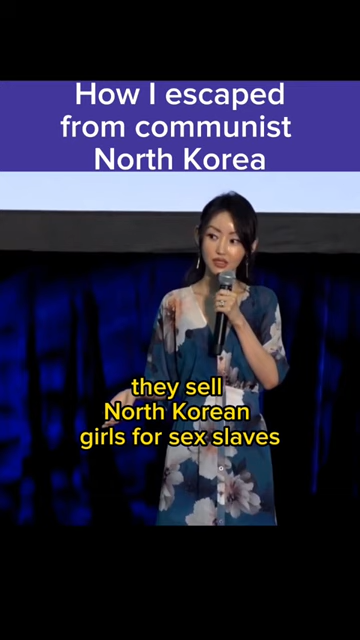 How I escaped
from communist
North Korea
they sell
North Korean
girls for sex slaves